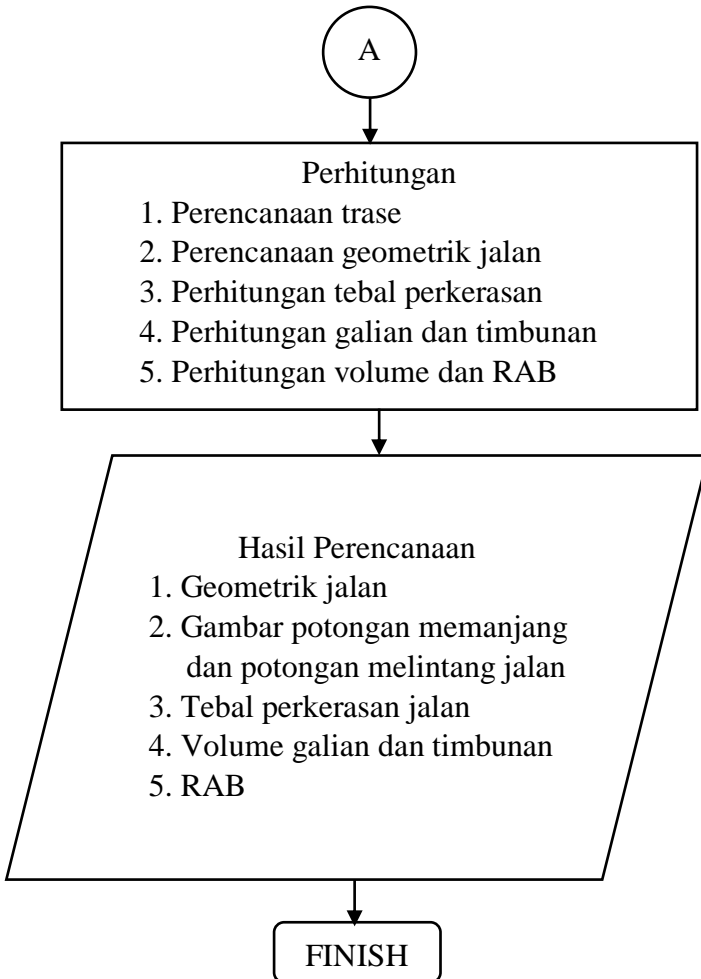 A
Perhitungan
1. Perencanaan trase
2. Perencanaan geometrik jalan
3. Perhitungan tebal perkerasan
4. Perhitungan galian dan timbunan
5. Perhitungan volume dan RAB
Hasil Perencanaan
1. Geometrik jalan
2. Gambar potongan memanjang
dan potongan melintang jalan
3. Tebal perkerasan jalan
4. Volume galian dan timbunan
5. RAB
FINISH